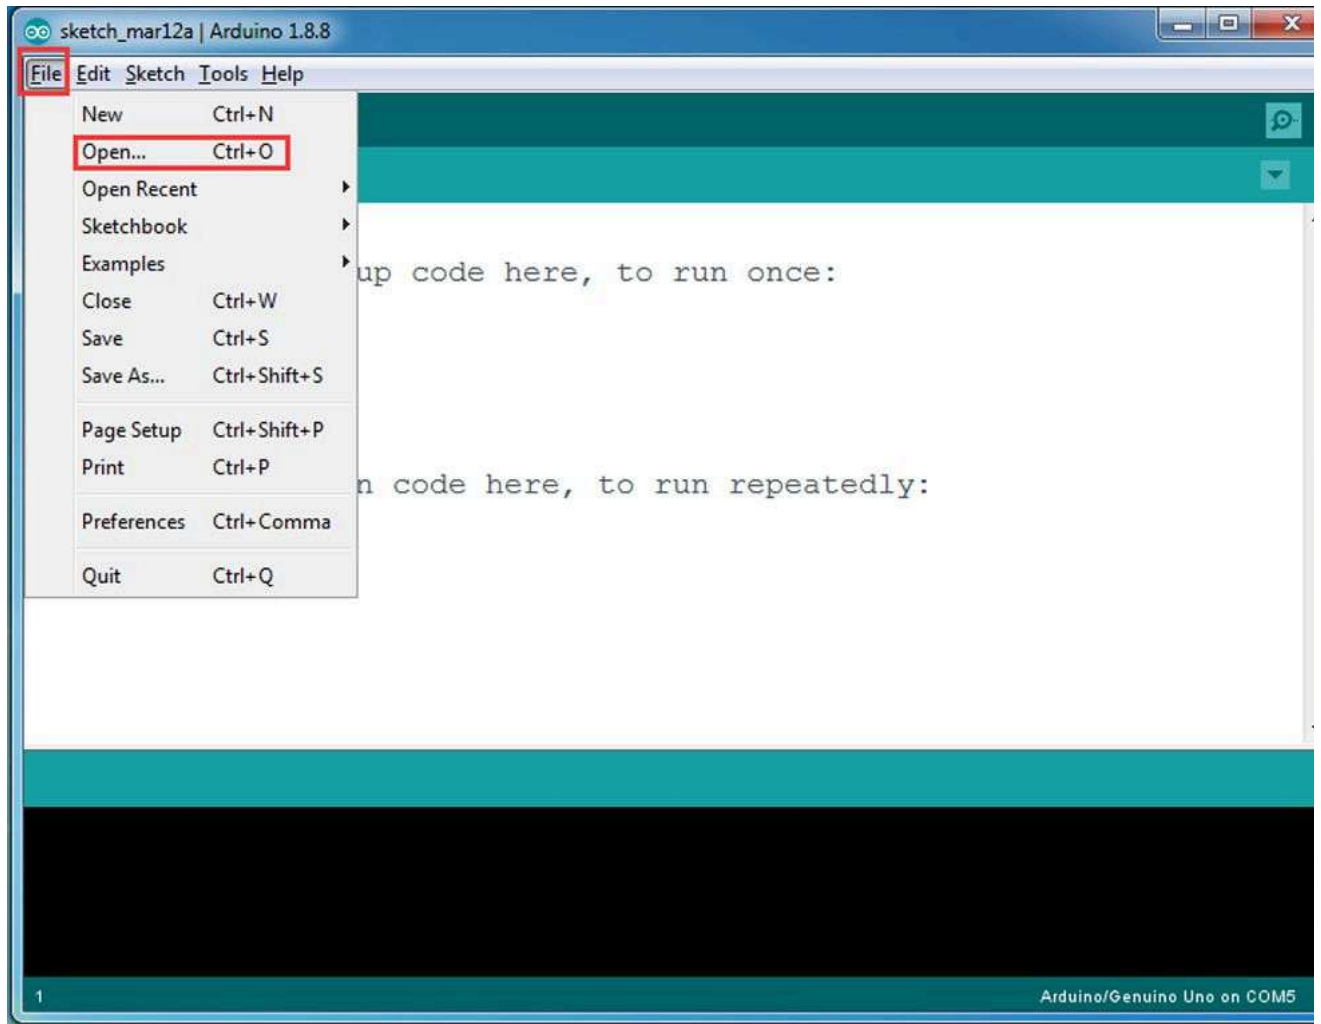 sketch_mar12a | Arduino 1.8.8
File Edit Sketch Tools Help
New Ctrl+N
Open... Ctrl+O
Open Recent
Sketchbook
Examples
up code here, to run once:
Close Ctrl+W
Save Ctrl+S
Save As... Ctrl+Shift+S
Page Setup Ctrl+Shift+P
Print Ctrl+P
n code here, to run repeatedly:
Preferences Ctrl+Comma
Quit Ctrl+Q
1 Arduino/Genuino Uno on COM5